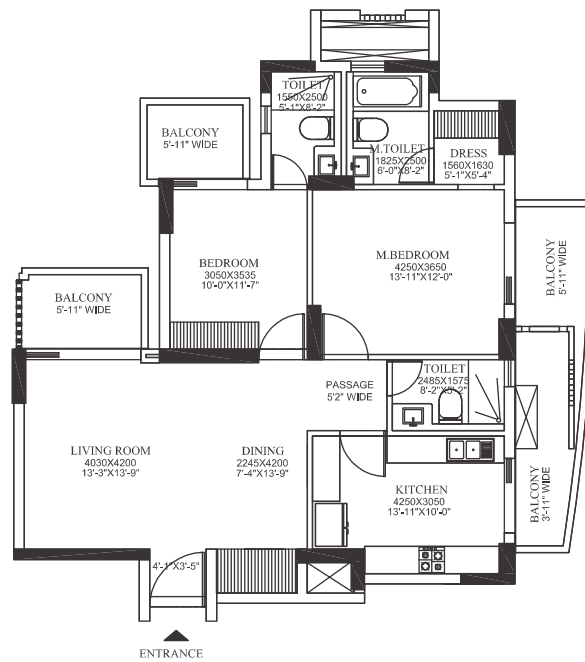 TOILET
1550X2500
5'-1"X8'-2"
BALCONY
5'-11" WIDE
M.TOILET
1825X2500
6'-0"X8'-2"
DRESS
1560X1630
5'-1"X5'-4"
BEDROOM
3050X3535
10'-0"X11'-7"
M.BEDROOM
4250X3650
13'-11"X12'-0"
BALCONY
5'-11" WIDE
BALCONY
5'-11" WIDE
TOILET
2485X1575
8'-2"X5'-2"
PASSAGE
5'2" WIDE
LIVING ROOM
4030X4200
13'-3"X13'-9"
DINING
2245X4200
7'-4"X13'-9"
KITCHEN
4250X3050
13'-11"X10'-0"
BALCONY
3'-11" WIDE
4'-1"X3'-5"
ENTRANCE